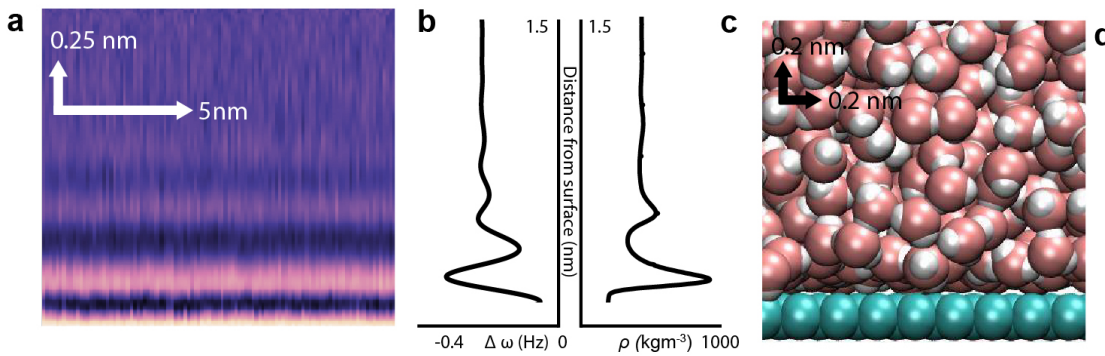 a
0.25 nm
5nm
b
1.5
Distance from surface (nm)
1.5
-0.4 Δ ω (Hz) 0
ρ (kgm-³) 1000
c
0.2 nm
0.2 nm